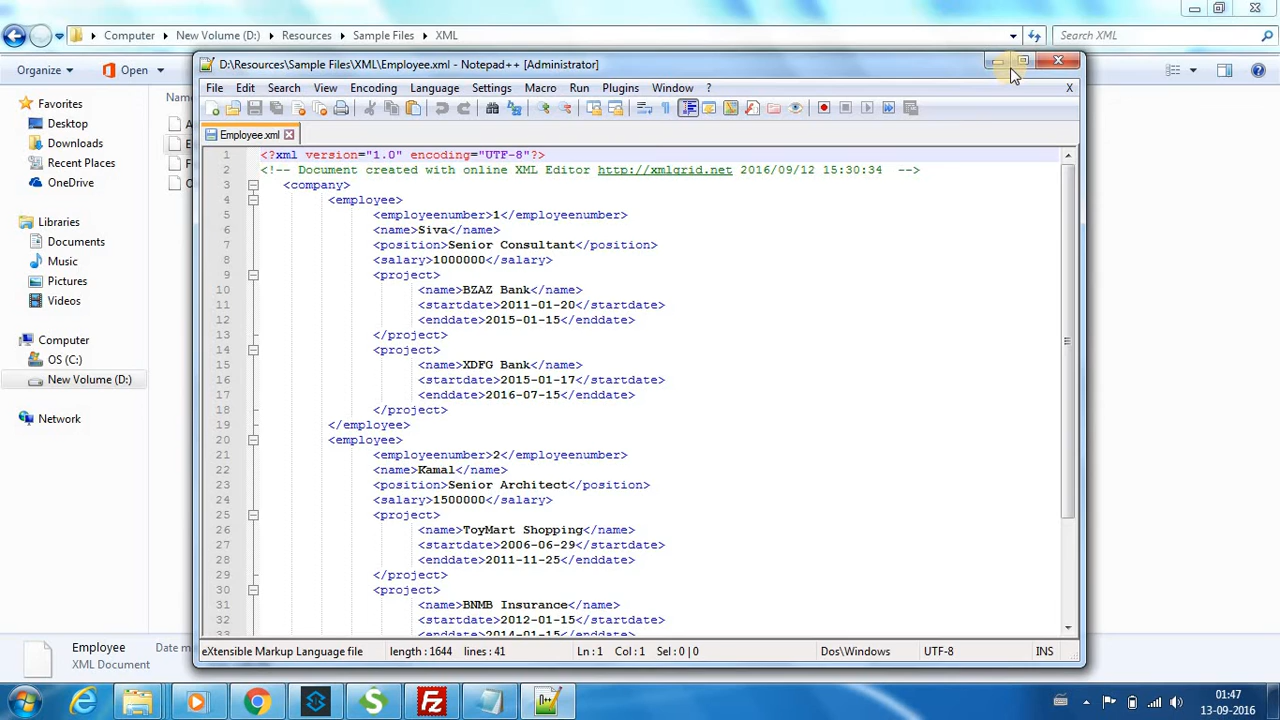 Computer New Volume (D:) Resources Sample Files XML
Search XML
Organize Open
D:\Resources\Sample Files\XML\Employee.xml - Notepad++ [Administrator]
File Edit Search View Encoding Language Settings Macro Run Plugins Window ? X
Employee.xml
Favorites
Desktop
Downloads
Recent Places
OneDrive
Libraries
Documents
Music
Pictures
Videos
Computer
OS (C:)
New Volume (D:)
Network
1 <?xml version="1.0" encoding="UTF-8"?>
2 <!-- Document created with online XML Editor http://xmlgrid.net 2016/09/12 15:30:34 -->
3 <company>
4 <employee>
5 <employeenumber>1</employeenumber>
6 <name>Siva</name>
7 <position>Senior Consultant</position>
8 <salary>1000000</salary>
9 <project>
10 <name>BZAZ Bank</name>
11 <startdate>2011-01-20</startdate>
12 <enddate>2015-01-15</enddate>
13 </project>
14 <project>
15 <name>XDFG Bank</name>
16 <startdate>2015-01-17</startdate>
17 <enddate>2016-07-15</enddate>
18 </project>
19 </employee>
20 <employee>
21 <employeenumber>2</employeenumber>
22 <name>Kamal</name>
23 <position>Senior Architect</position>
24 <salary>1500000</salary>
25 <project>
26 <name>ToyMart Shopping</name>
27 <startdate>2006-06-29</startdate>
28 <enddate>2011-11-25</enddate>
29 </project>
30 <project>
31 <name>BNMB Insurance</name>
32 <startdate>2012-01-15</startdate>
33 <enddate>2014-01-15</enddate>
eXtensible Markup Language file length : 1644 lines : 41 Ln : 1 Col : 1 Sel : 0 | 0 Dos\Windows UTF-8 INS
Employee Date m
XML Document
01:47
13-09-2016